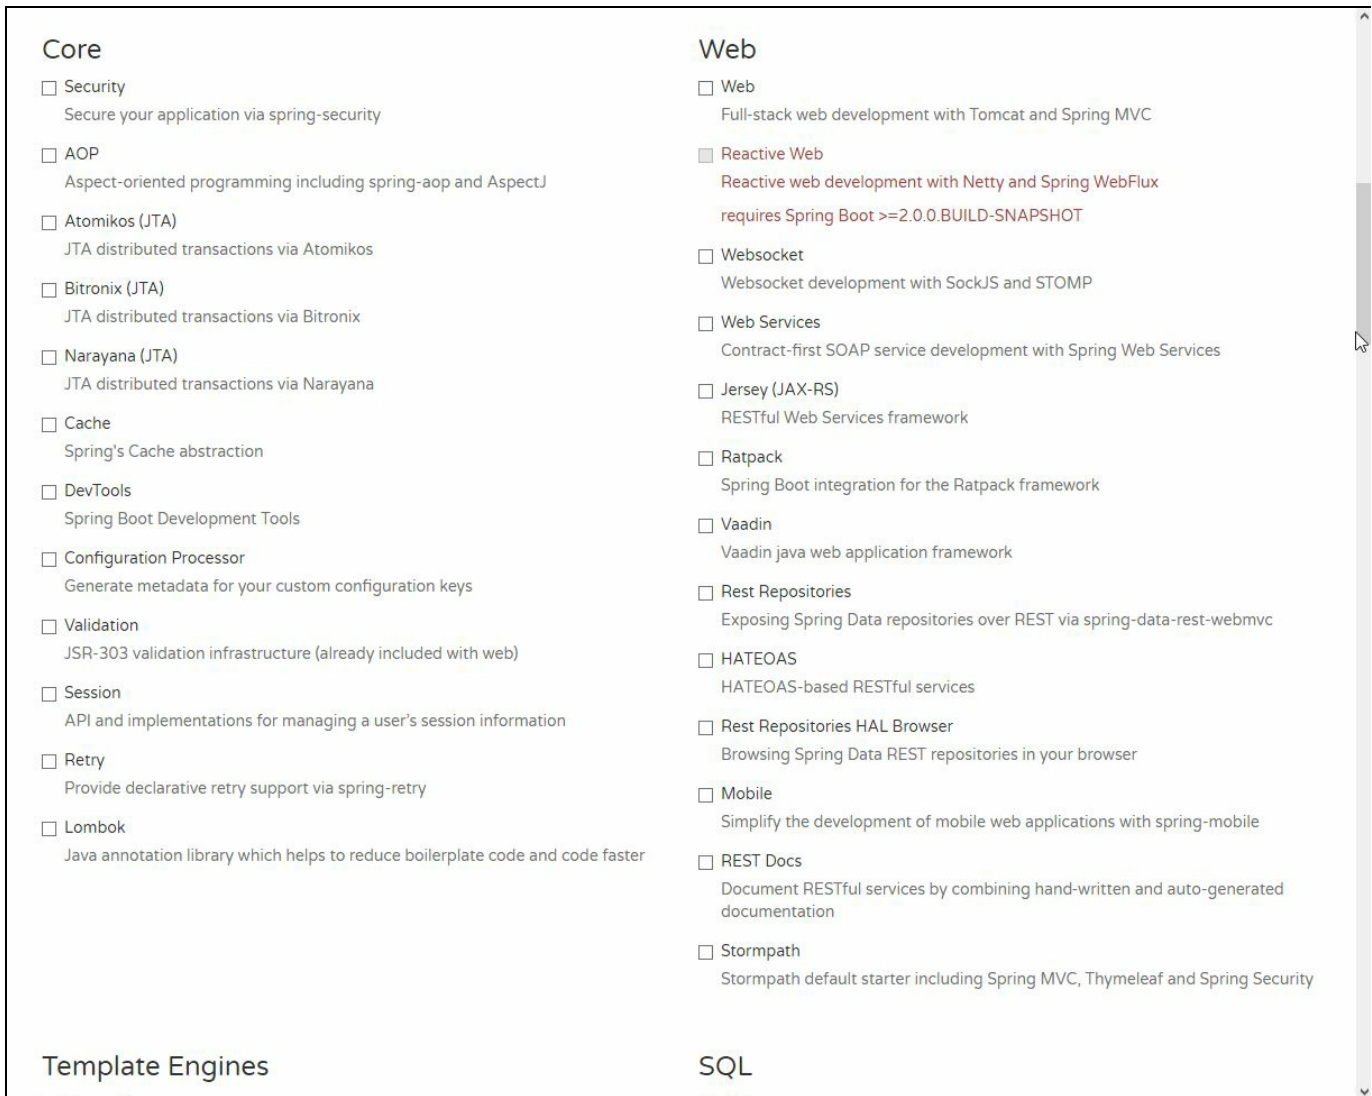 Core
Security
Secure your application via spring-security
AOP
Aspect-oriented programming including spring-aop and AspectJ
Atomikos (JTA)
JTA distributed transactions via Atomikos
Bitronix (JTA)
JTA distributed transactions via Bitronix
Narayana (JTA)
JTA distributed transactions via Narayana
Cache
Spring's Cache abstraction
DevTools
Spring Boot Development Tools
Configuration Processor
Generate metadata for your custom configuration keys
Validation
JSR-303 validation infrastructure (already included with web)
Session
API and implementations for managing a user's session information
Retry
Provide declarative retry support via spring-retry
Lombok
Java annotation library which helps to reduce boilerplate code and code faster
Web
Web
Full-stack web development with Tomcat and Spring MVC
Reactive Web
Reactive web development with Netty and Spring WebFlux
requires Spring Boot >=2.0.0.BUILD-SNAPSHOT
Websocket
Websocket development with SockJS and STOMP
Web Services
Contract-first SOAP service development with Spring Web Services
Jersey (JAX-RS)
RESTful Web Services framework
Ratpack
Spring Boot integration for the Ratpack framework
Vaadin
Vaadin java web application framework
Rest Repositories
Exposing Spring Data repositories over REST via spring-data-rest-webmvc
HATEOAS
HATEOAS-based RESTful services
Rest Repositories HAL Browser
Browsing Spring Data REST repositories in your browser
Mobile
Simplify the development of mobile web applications with spring-mobile
REST Docs
Document RESTful services by combining hand-written and auto-generated
documentation
Stormpath
Stormpath default starter including Spring MVC, Thymeleaf and Spring Security
Template Engines
SQL